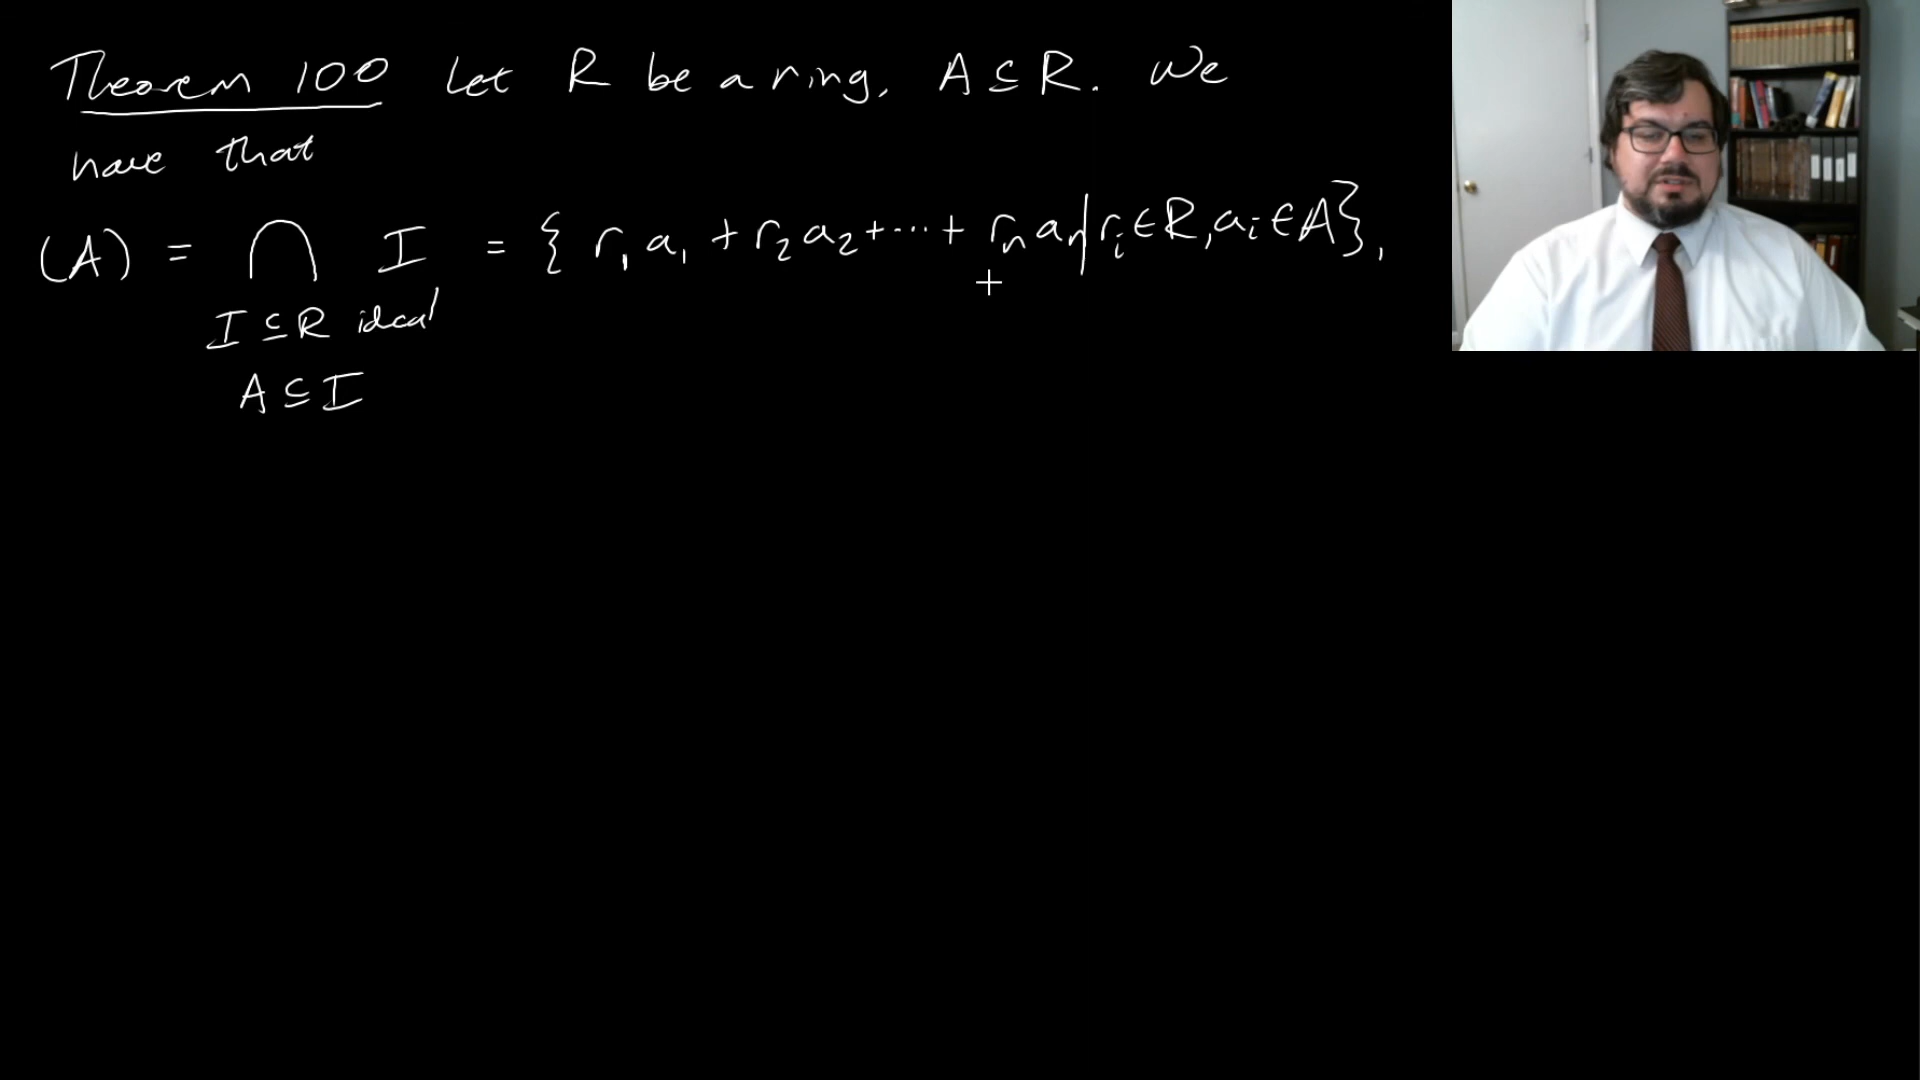 Theorem 100 Let R be a ring, A ⊆ R. We
have that
(A) = ⋂ I = { r₁a₁ + r₂a₂ + ⋯ + rₙaₙ | rᵢ ∈ R, aᵢ ∈ A },
I ⊆ R ideal
A ⊆ I